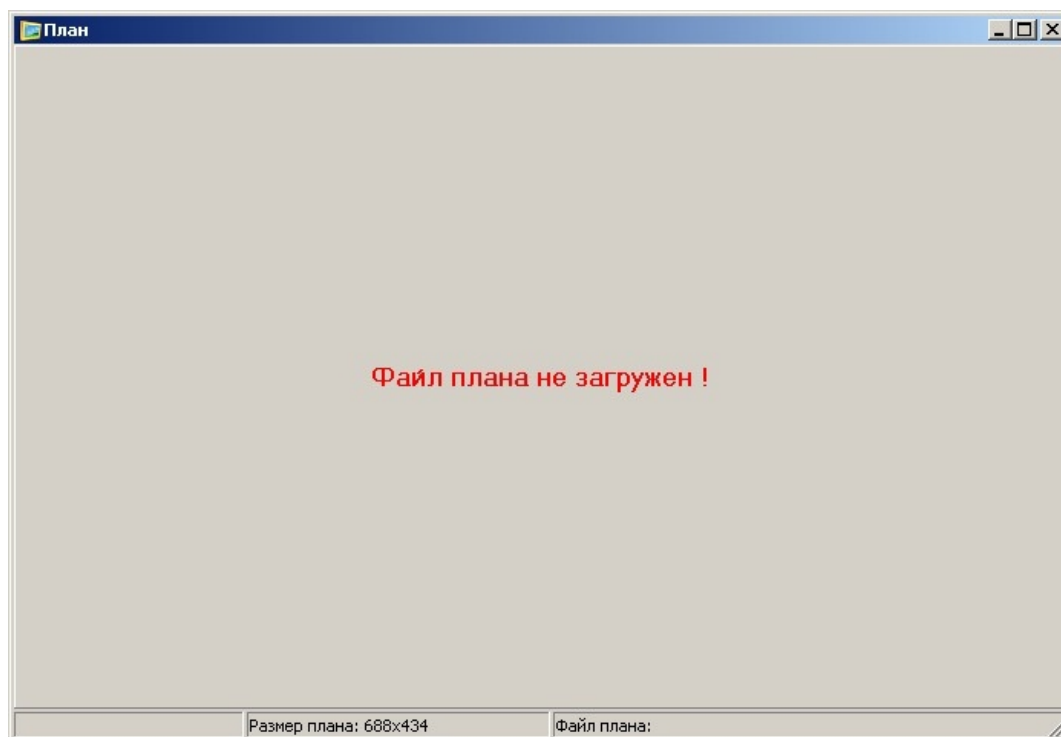 План
Файл плана не загружен !
Размер плана: 688x434
Файл плана: